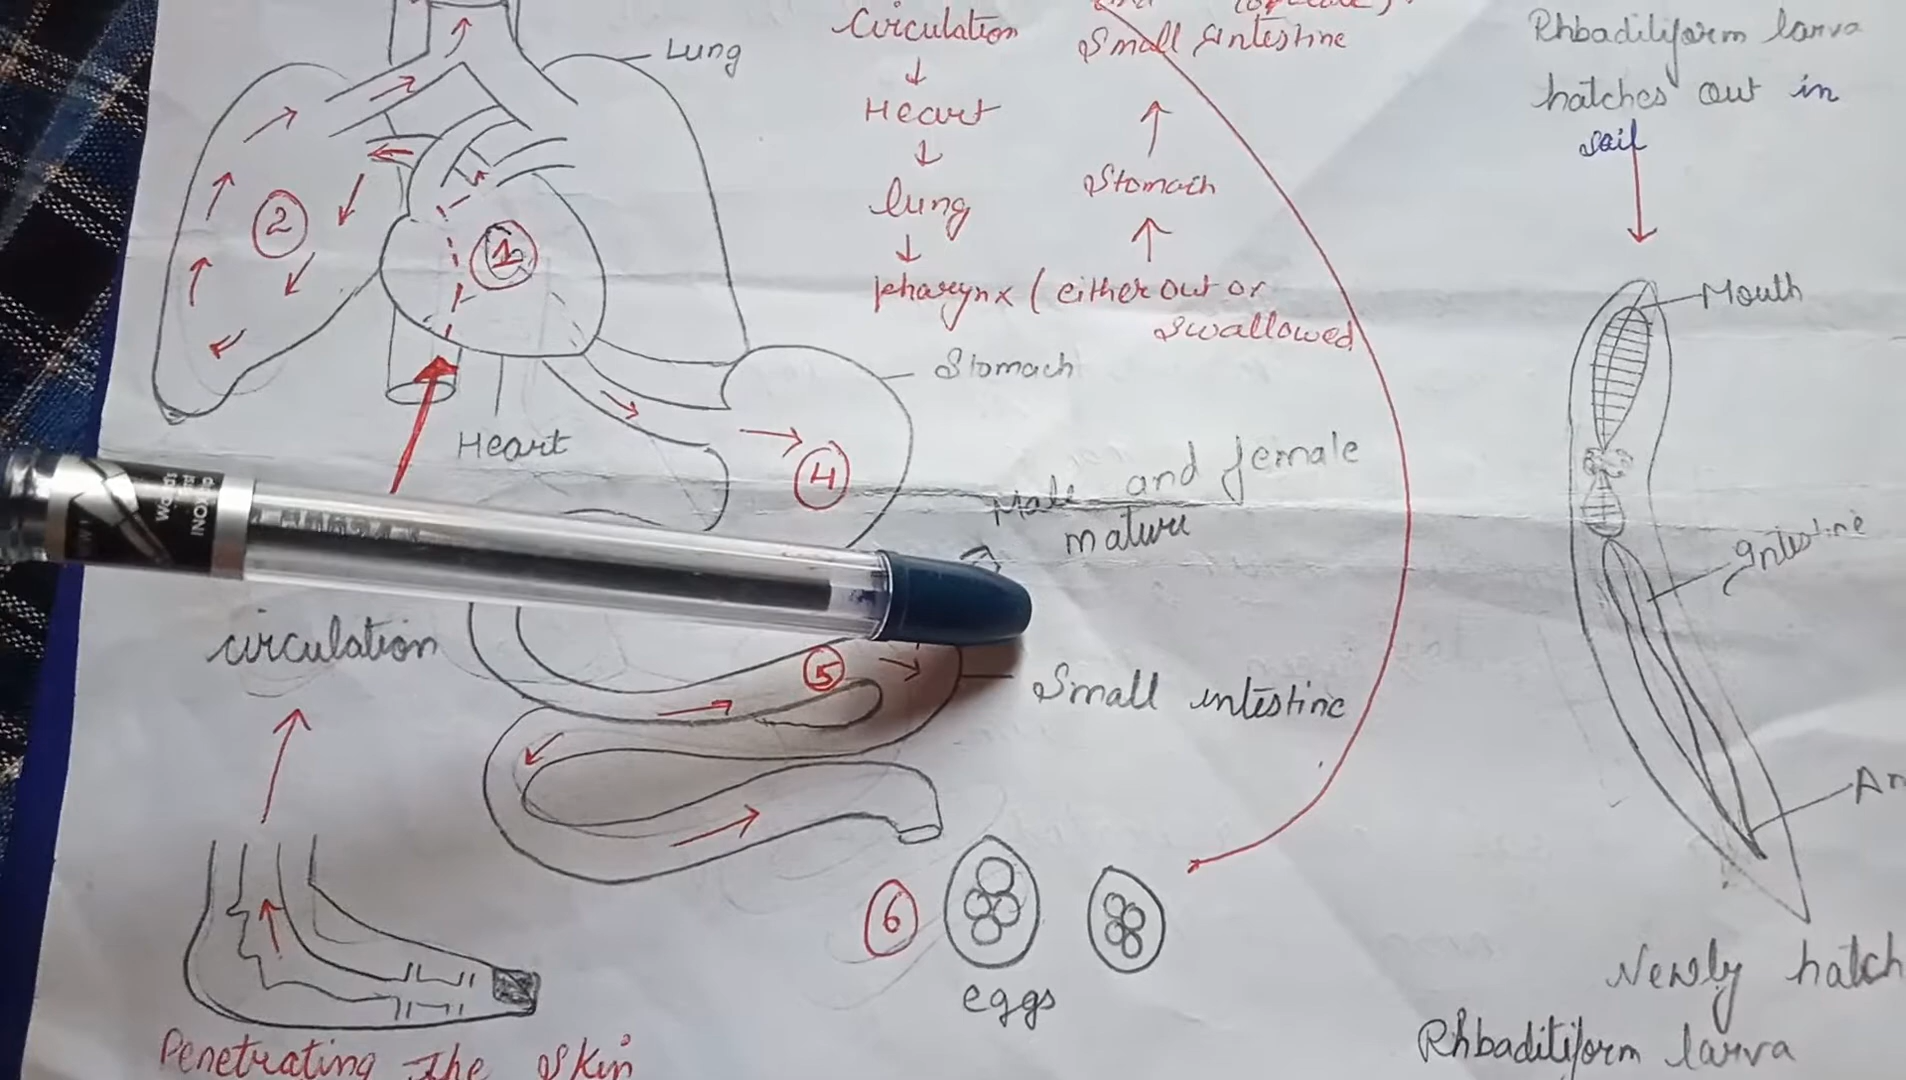 Lung
2
1
Heart
4
Stomach
circulation
5
Small intestine
6
eggs
Penetrating The Skin
Circulation
Heart
lung
pharynx ( either out or
Swallowed
Stomach
Small intestine
Male and female
mature
Rhbaditiform larva
hatches out in
soil
Mouth
Intestine
An
Newly hatch
Rhbaditiform larva